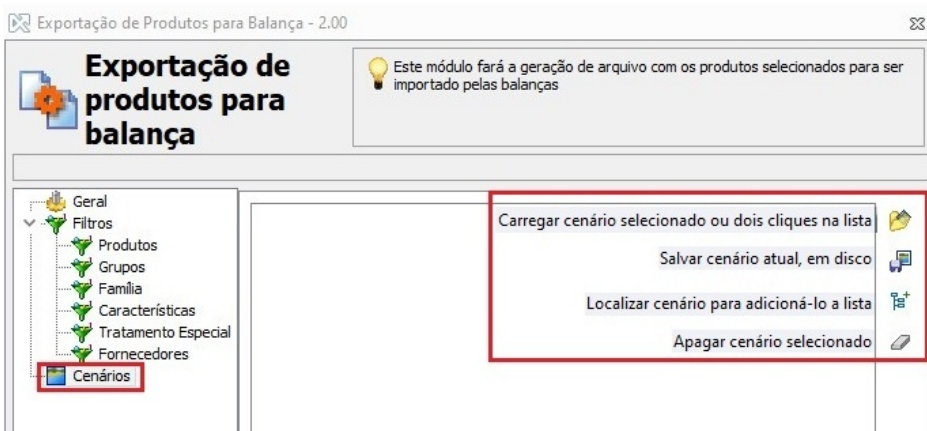 Exportação de Produtos para Balança - 2.00
Exportação de
produtos para
balança
Este módulo fará a geração de arquivo com os produtos selecionados para ser
importado pelas balanças
Geral
Filtros
Produtos
Grupos
Família
Características
Tratamento Especial
Fornecedores
Cenários
Carregar cenário selecionado ou dois cliques na lista
Salvar cenário atual, em disco
Localizar cenário para adicioná-lo a lista
Apagar cenário selecionado